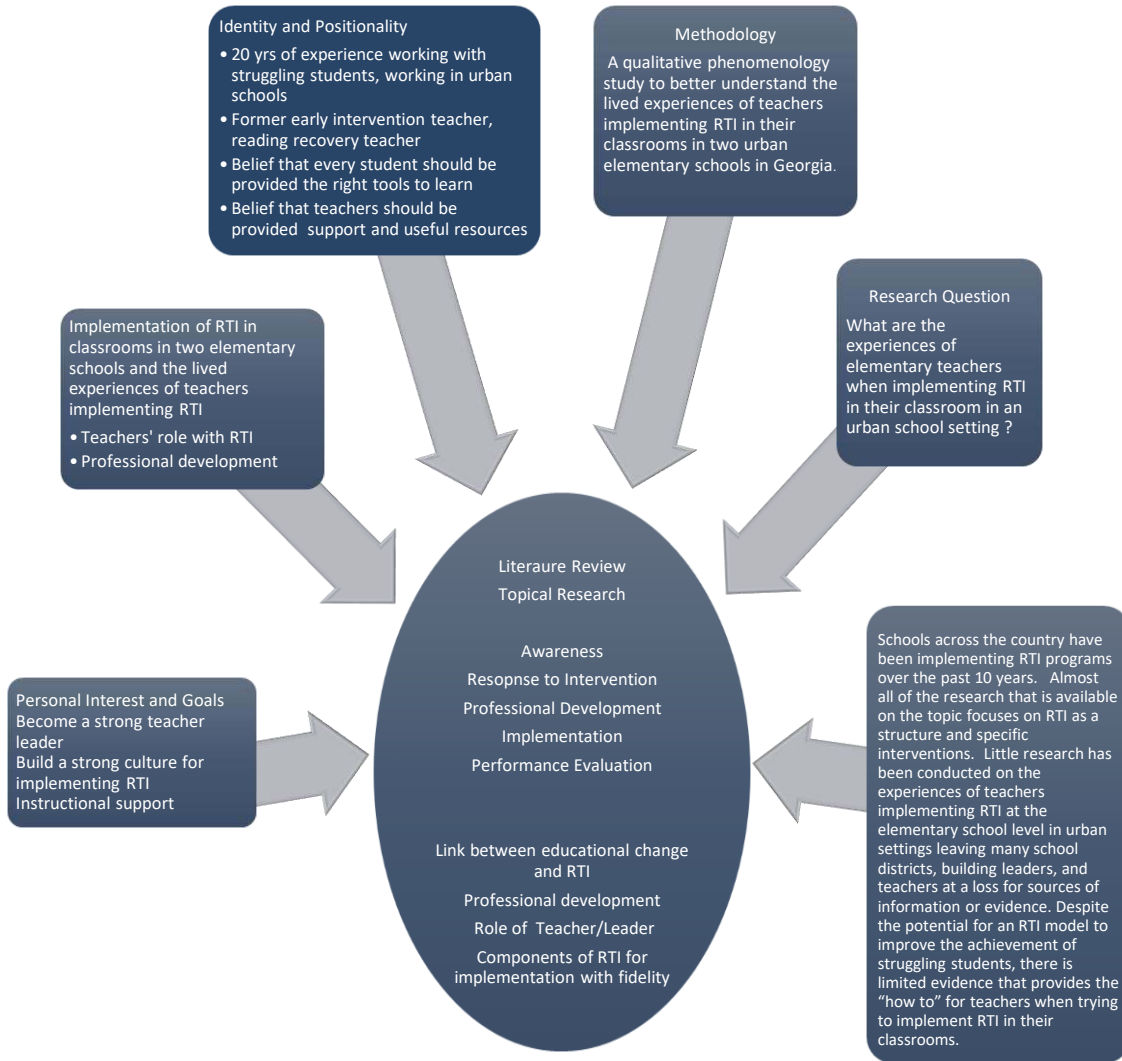 Identity and Positionality
• 20 yrs of experience working with
struggling students, working in urban
schools
• Former early intervention teacher,
reading recovery teacher
• Belief that every student should be
provided the right tools to learn
• Belief that teachers should be
provided support and useful resources
Methodology
A qualitative phenomenology
study to better understand the
lived experiences of teachers
implementing RTI in their
classrooms in two urban
elementary schools in Georgia.
Research Question
What are the
experiences of
elementary teachers
when implementing RTI
in their classroom in an
urban school setting ?
Implementation of RTI in
classrooms in two elementary
schools and the lived
experiences of teachers
implementing RTI
• Teachers' role with RTI
• Professional development
Literaure Review
Topical Research
Awareness
Resopnse to Intervention
Professional Development
Implementation
Performance Evaluation
Link between educational change
and RTI
Professional development
Role of Teacher/Leader
Components of RTI for
implementation with fidelity
Personal Interest and Goals
Become a strong teacher
leader
Build a strong culture for
implementing RTI
Instructional support
Schools across the country have
been implementing RTI programs
over the past 10 years. Almost
all of the research that is available
on the topic focuses on RTI as a
structure and specific
interventions. Little research has
been conducted on the
experiences of teachers
implementing RTI at the
elementary school level in urban
settings leaving many school
districts, building leaders, and
teachers at a loss for sources of
information or evidence. Despite
the potential for an RTI model to
improve the achievement of
struggling students, there is
limited evidence that provides the
“how to” for teachers when trying
to implement RTI in their
classrooms.